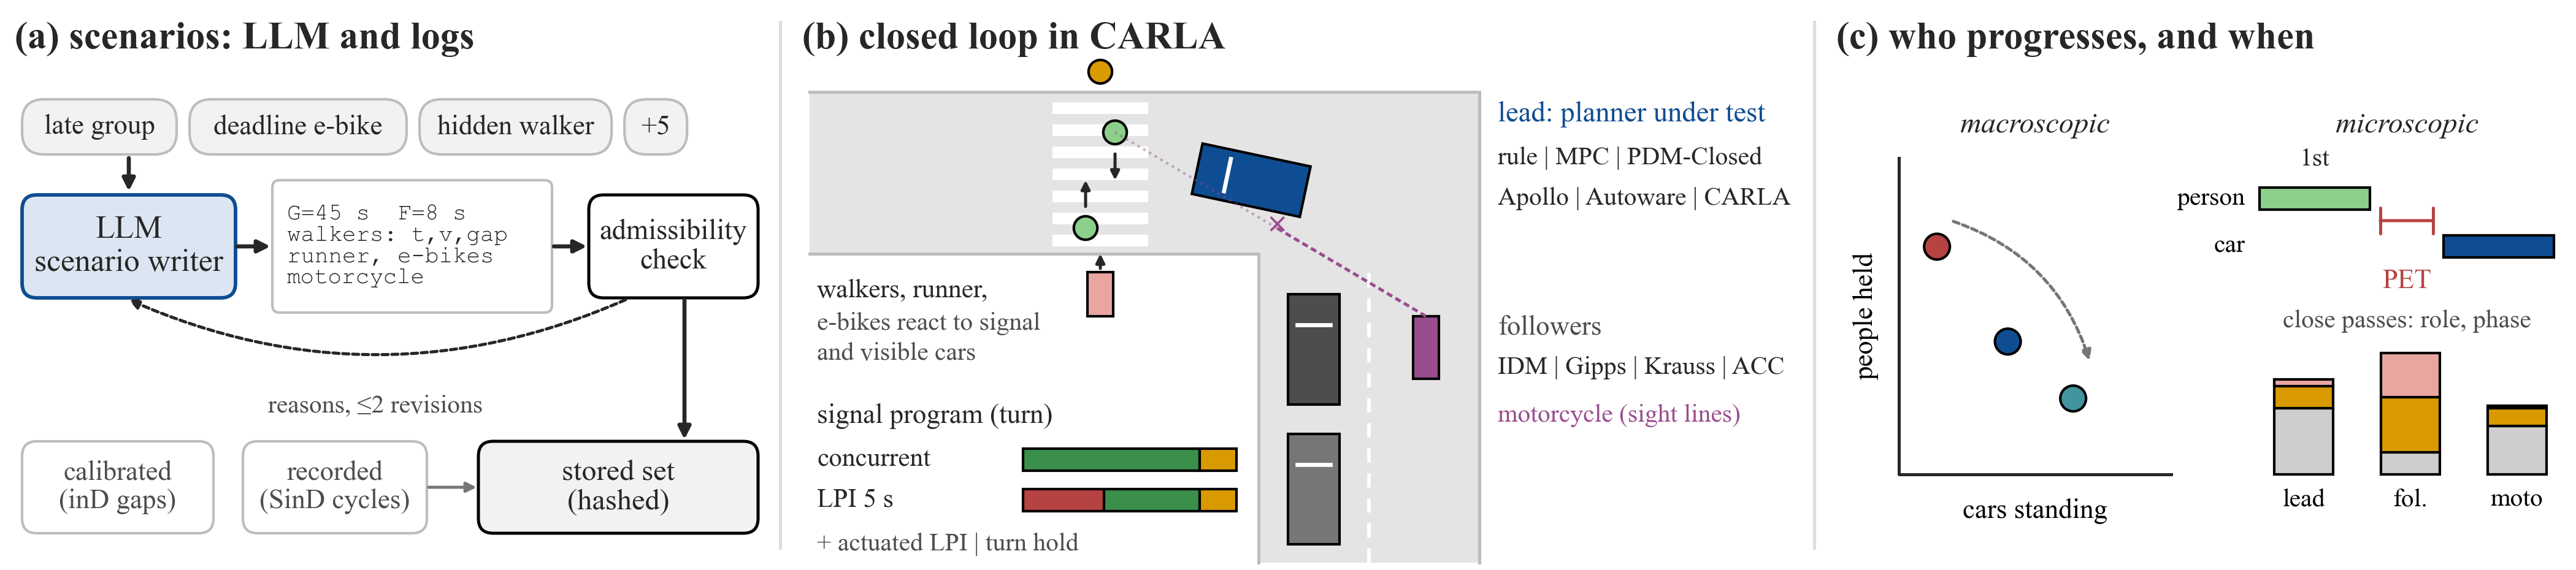 (a) scenarios: LLM and logs
late group
deadline e-bike
hidden walker
+5
LLM
scenario writer
G=45 s  F=8 s
walkers: t,v,gap
runner, e-bikes
motorcycle
admissibility
check
reasons, ≤2 revisions
calibrated
(inD gaps)
recorded
(SinD cycles)
stored set
(hashed)
(b) closed loop in CARLA
lead: planner under test
rule | MPC | PDM-Closed
Apollo | Autoware | CARLA
walkers, runner,
e-bikes react to signal
and visible cars
followers
IDM | Gipps | Krauss | ACC
motorcycle (sight lines)
signal program (turn)
concurrent
LPI 5 s
+ actuated LPI | turn hold
(c) who progresses, and when
macroscopic
people held
cars standing
microscopic
1st
person
car
PET
close passes: role, phase
lead
fol.
moto